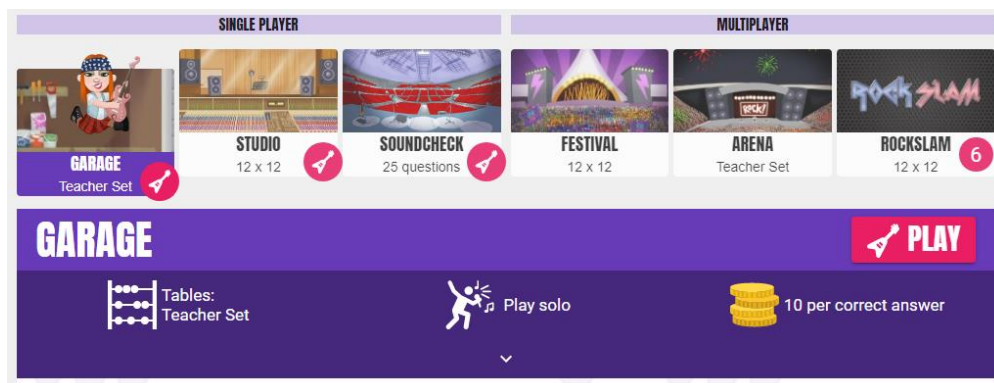 SINGLE PLAYER
MULTIPLAYER
GARAGE
Teacher Set
STUDIO
12 x 12
SOUNDCHECK
25 questions
FESTIVAL
12 x 12
ROCK!
ARENA
Teacher Set
ROCKSLAM
ROCKSLAM
12 x 12
6
GARAGE
PLAY
Tables:
Teacher Set
Play solo
10 per correct answer